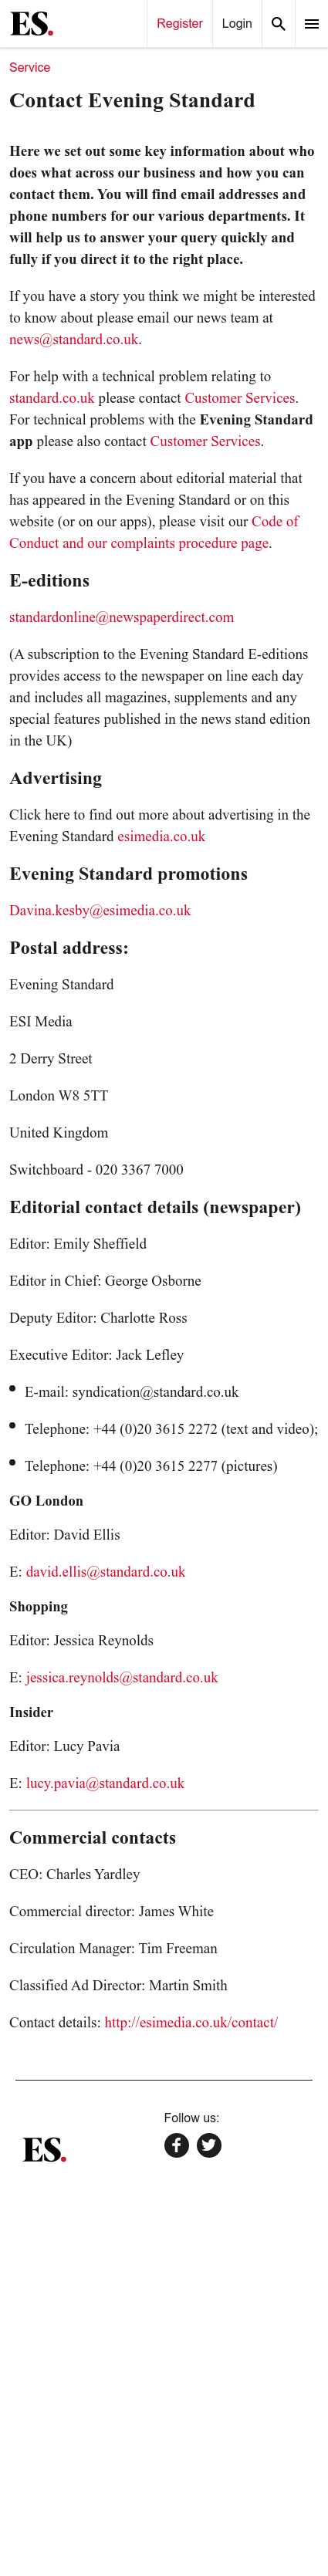 ES.
Register
Login
Service
Contact Evening Standard
Here we set out some key information about who
does what across our business and how you can
contact them. You will find email addresses and
phone numbers for our various departments. It
will help us to answer your query quickly and
fully if you direct it to the right place.
If you have a story you think we might be interested
to know about please email our news team at
news@standard.co.uk.
For help with a technical problem relating to
standard.co.uk please contact Customer Services.
For technical problems with the Evening Standard
app please also contact Customer Services.
If you have a concern about editorial material that
has appeared in the Evening Standard or on this
website (or on our apps), please visit our Code of
Conduct and our complaints procedure page.
E-editions
standardonline@newspaperdirect.com
(A subscription to the Evening Standard E-editions
provides access to the newspaper on line each day
and includes all magazines, supplements and any
special features published in the news stand edition
in the UK)
Advertising
Click here to find out more about advertising in the
Evening Standard esimedia.co.uk
Evening Standard promotions
Davina.kesby@esimedia.co.uk
Postal address:
Evening Standard
ESI Media
2 Derry Street
London W8 5TT
United Kingdom
Switchboard - 020 3367 7000
Editorial contact details (newspaper)
Editor: Emily Sheffield
Editor in Chief: George Osborne
Deputy Editor: Charlotte Ross
Executive Editor: Jack Lefley
• E-mail: syndication@standard.co.uk
• Telephone: +44 (0)20 3615 2272 (text and video);
• Telephone: +44 (0)20 3615 2277 (pictures)
GO London
Editor: David Ellis
E: david.ellis@standard.co.uk
Shopping
Editor: Jessica Reynolds
E: jessica.reynolds@standard.co.uk
Insider
Editor: Lucy Pavia
E: lucy.pavia@standard.co.uk
Commercial contacts
CEO: Charles Yardley
Commercial director: James White
Circulation Manager: Tim Freeman
Classified Ad Director: Martin Smith
Contact details: http://esimedia.co.uk/contact/
Follow us:
ES.